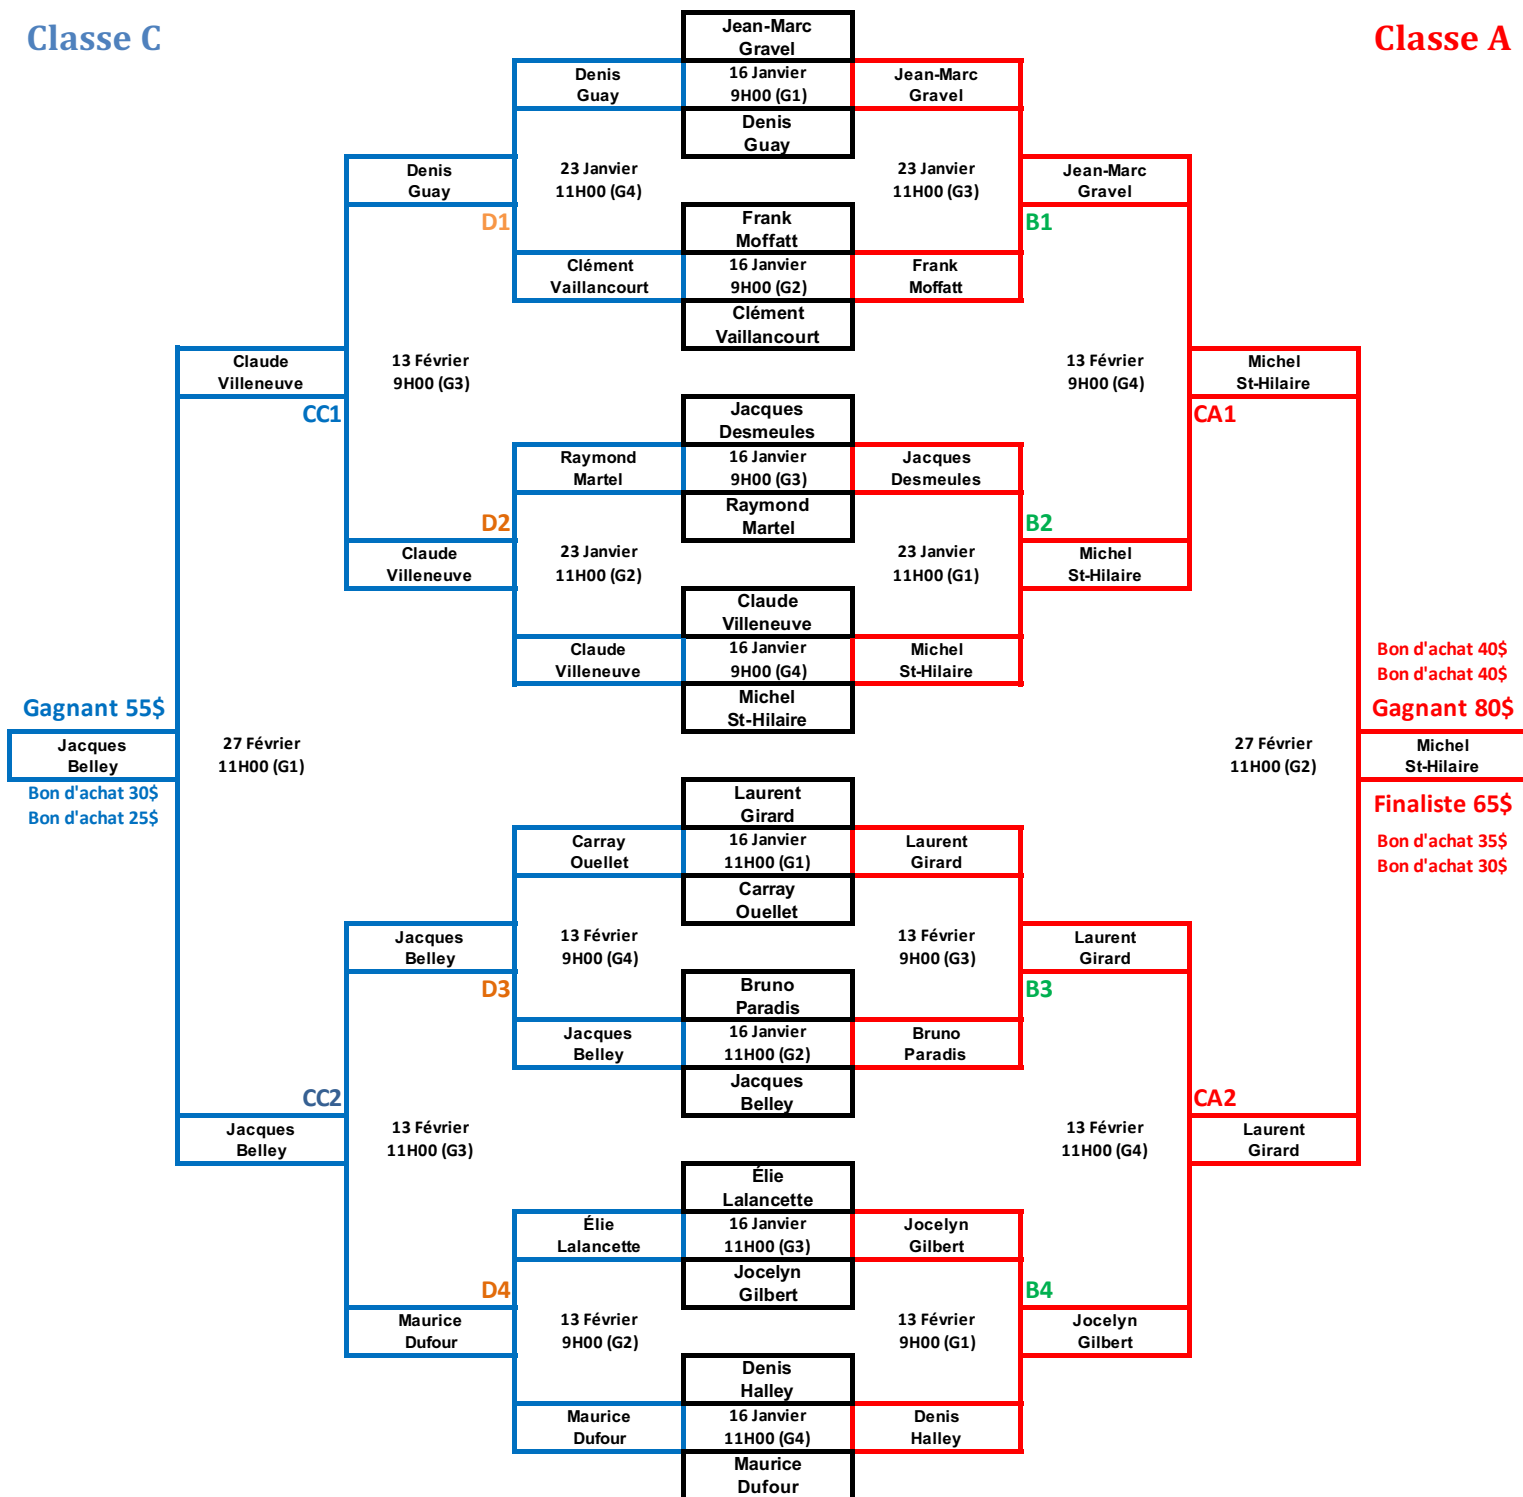 Classe C
Classe A
Jean-Marc
Gravel
Denis
Guay
16 Janvier
9H00 (G1)
Jean-Marc
Gravel
Denis
Guay
Denis
Guay
23 Janvier
11H00 (G4)
23 Janvier
11H00 (G3)
Jean-Marc
Gravel
D1
Frank
Moffatt
B1
Clément
Vaillancourt
16 Janvier
9H00 (G2)
Frank
Moffatt
Clément
Vaillancourt
Claude
Villeneuve
13 Février
9H00 (G3)
13 Février
9H00 (G4)
Michel
St-Hilaire
CC1
Jacques
Desmeules
CA1
Raymond
Martel
16 Janvier
9H00 (G3)
Jacques
Desmeules
D2
Raymond
Martel
B2
Claude
Villeneuve
23 Janvier
11H00 (G2)
23 Janvier
11H00 (G1)
Michel
St-Hilaire
Claude
Villeneuve
Claude
Villeneuve
16 Janvier
9H00 (G4)
Michel
St-Hilaire
Bon d'achat 40$
Bon d'achat 40$
Gagnant 55$
Michel
St-Hilaire
Gagnant 80$
Jacques
Belley
27 Février
11H00 (G1)
27 Février
11H00 (G2)
Michel
St-Hilaire
Bon d'achat 30$
Bon d'achat 25$
Laurent
Girard
Finaliste 65$
Bon d'achat 35$
Bon d'achat 30$
Carray
Ouellet
16 Janvier
11H00 (G1)
Laurent
Girard
Carray
Ouellet
Jacques
Belley
13 Février
9H00 (G4)
13 Février
9H00 (G3)
Laurent
Girard
D3
Bruno
Paradis
B3
Jacques
Belley
16 Janvier
11H00 (G2)
Bruno
Paradis
Jacques
Belley
CC2
CA2
Jacques
Belley
13 Février
11H00 (G3)
13 Février
11H00 (G4)
Laurent
Girard
Élie
Lalancette
Élie
Lalancette
16 Janvier
11H00 (G3)
Jocelyn
Gilbert
D4
Jocelyn
Gilbert
B4
Maurice
Dufour
13 Février
9H00 (G2)
13 Février
9H00 (G1)
Jocelyn
Gilbert
Denis
Halley
Maurice
Dufour
16 Janvier
11H00 (G4)
Denis
Halley
Maurice
Dufour